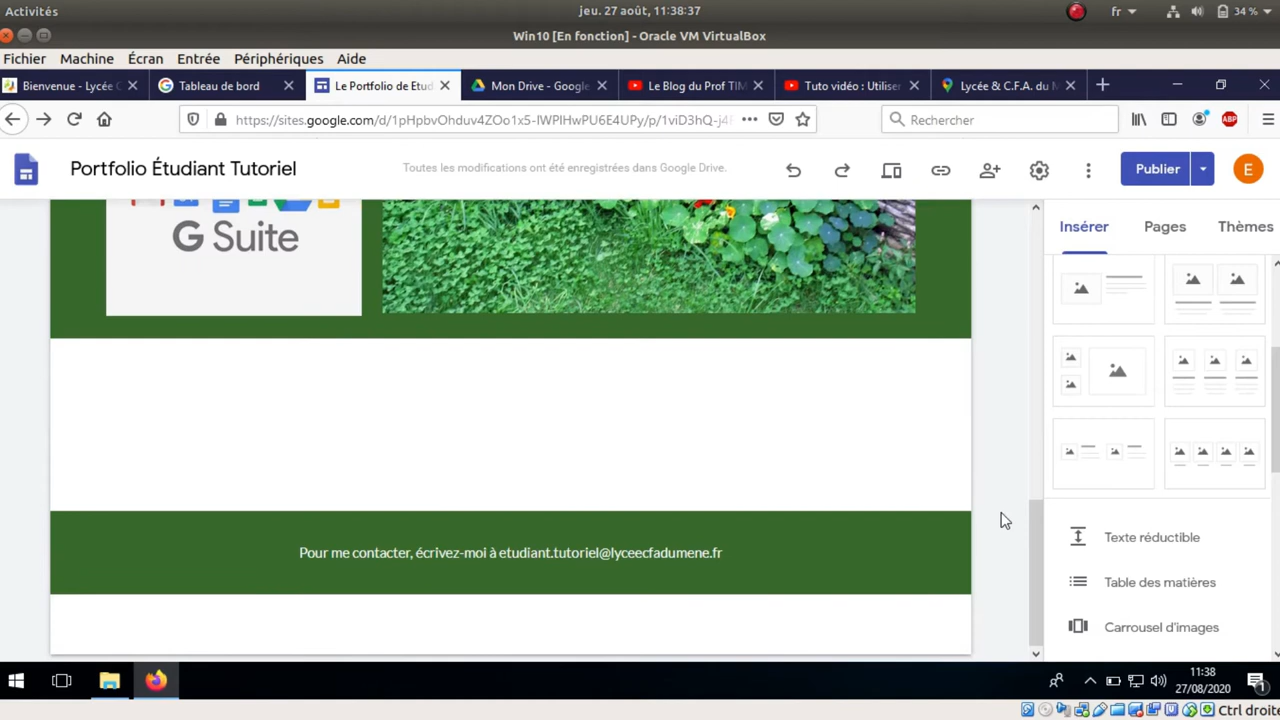 Activités
jeu. 27 août, 11:38:37
fr
34 %
Win10 [En fonction] - Oracle VM VirtualBox
Fichier Machine Écran Entrée Périphériques Aide
Bienvenue - Lycée C
Tableau de bord
Le Portfolio de Etud
Mon Drive - Google
Le Blog du Prof TIM
Tuto vidéo : Utiliser
Lycée & C.F.A. du M
https://sites.google.com/d/1pHpbvOhduv4ZOo1x5-IWPIHwPU6E4UPy/p/1viD3hQ-j4
Rechercher
ABP
Portfolio Étudiant Tutoriel
Toutes les modifications ont été enregistrées dans Google Drive.
Publier
E
Insérer
Pages
Thèmes
G Suite
Pour me contacter, écrivez-moi à etudiant.tutoriel@lyceecfadumene.fr
Texte réductible
Table des matières
Carrousel d'images
11:38
27/08/2020
1
Ctrl droite